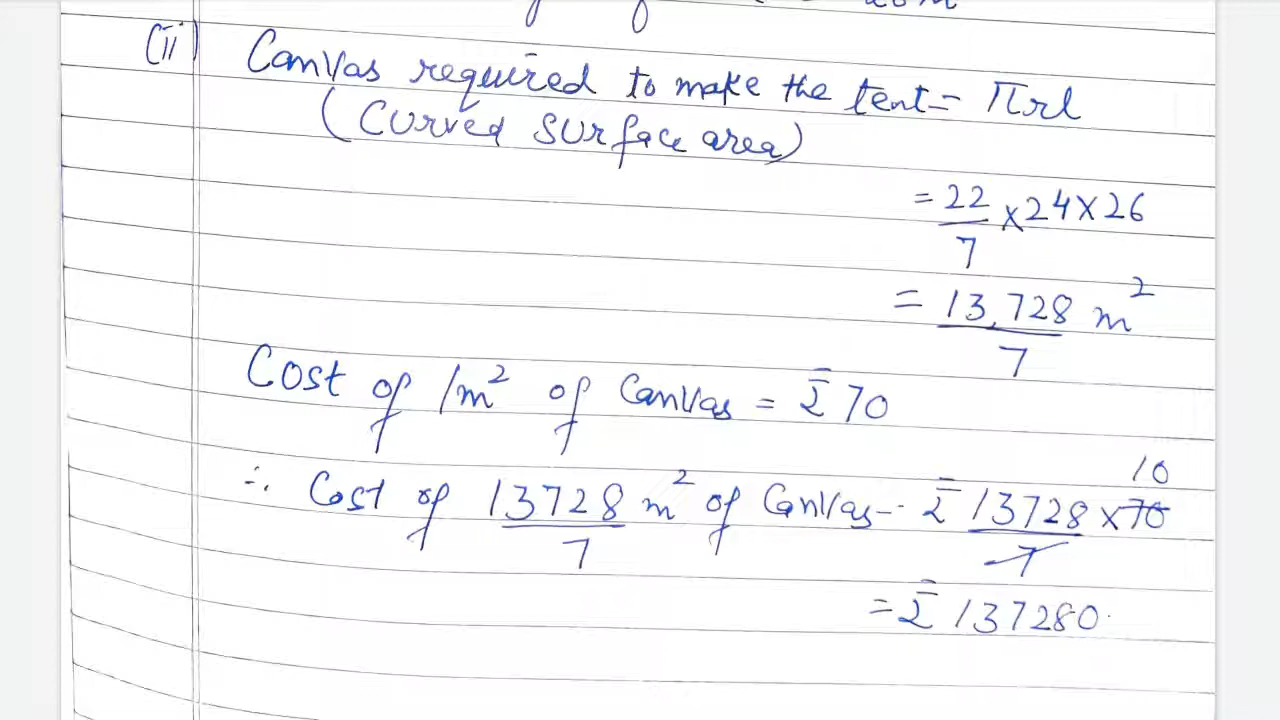 (ii) Canvas required to make the tent = πrl
(Curved surface area)
= 22/7 × 24 × 26
= 13,728/7 m²
Cost of 1m² of Canvas = ₹ 70
10
∴ Cost of 13728/7 m² of Canvas - ₹ 13728/7 × 70
= ₹ 137280